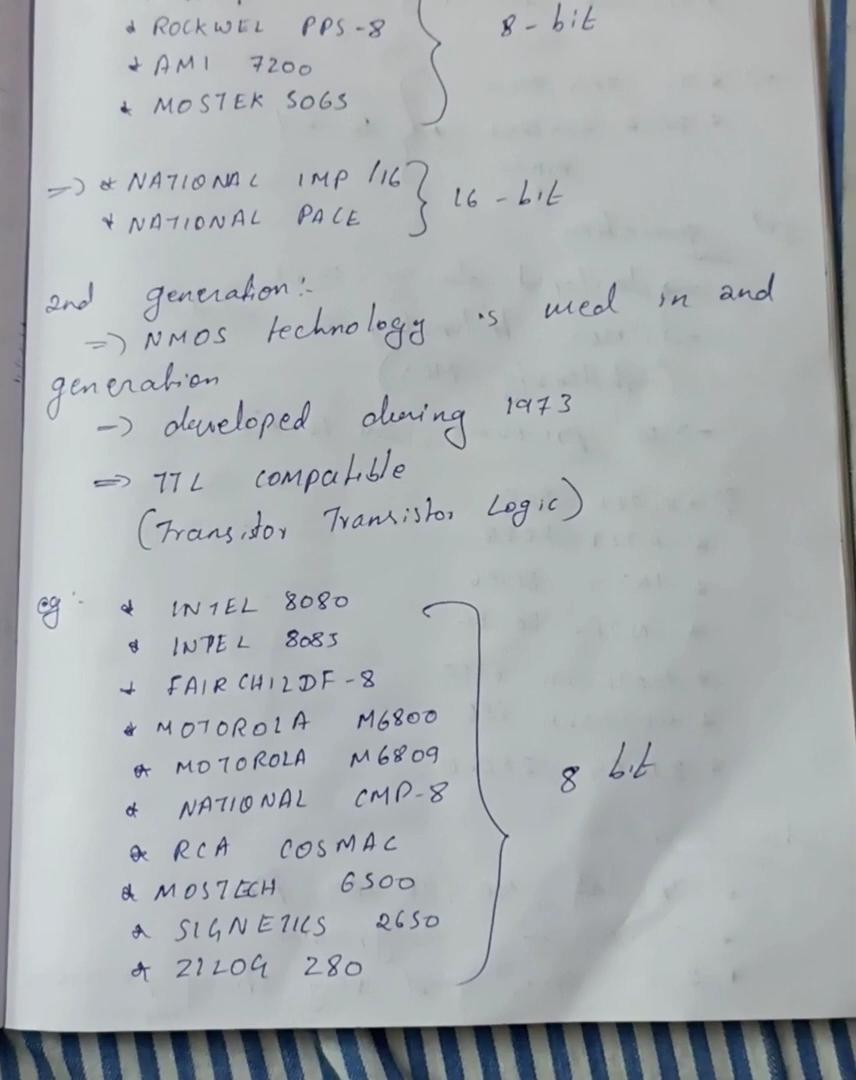 * ROCKWEL PPS-8
* AMI 7200
* MOSTEK 5065
8-bit
=> * NATIONAL IMP /16
* NATIONAL PACE
16-bit
2nd generation:-
=> NMOS technology is used in 2nd
generation
-> developed during 1973
=> TTL compatible
(Transistor Transistor Logic)
eg:- * INTEL 8080
* INTEL 8085
* FAIRCHILDF-8
* MOTOROLA M6800
* MOTOROLA M6809
* NATIONAL CMP-8
* RCA COSMAC
* MOSTECH 6500
* SIGNETICS 2650
* ZILOG Z80
8 bit